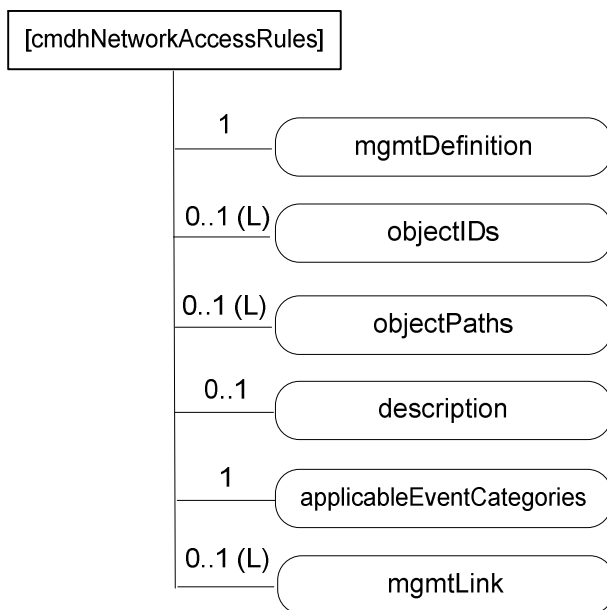 [cmdhNetworkAccessRules]
1
mgmtDefinition
0..1 (L)
objectIDs
0..1 (L)
objectPaths
0..1
description
1
applicableEventCategories
0..1 (L)
mgmtLink